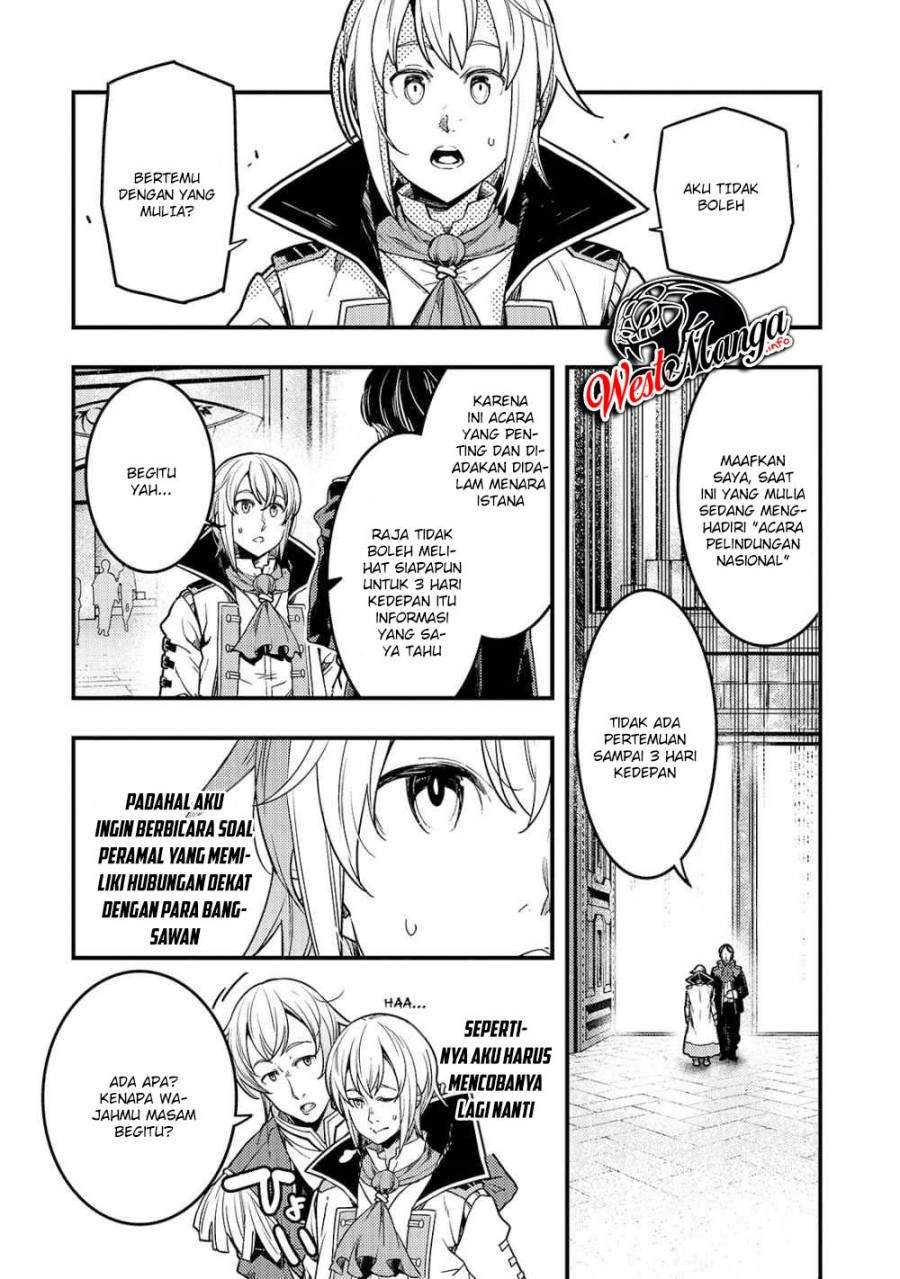 AKU TIDAK
BOLEH
BERTEMU
DENGAN YANG
MULIA?
WestManga
.info
MAAFKAN
SAYA, SAAT
INI YANG MULIA
SEDANG MENG-
HADIRI "ACARA
PELINDUNGAN
NASIONAL"
TIDAK ADA
PERTEMUAN
SAMPAI 3 HARI
KEDEPAN
KARENA
INI ACARA
YANG PEN-
TING DAN DI-
ADAKAN DIDA-
LAM MENARA
ISTANA
RAJA TIDAK
BOLEH MELI-
HAT SIAPAPUN
UNTUK 3 HARI
KEDEPAN ITU
INFORMASI
YANG SA-
YA TAHU
BEGITU
YAH...
PADAHAL AKU
INGIN BERBICARA SOAL
PERAMAL YANG MEMI-
LIKI HUBUNGAN DEKAT
DENGAN PARA BANG-
SAWAN
HAA...
SEPERTI-
NYA AKU HARUS
MENCOBANYA
LAGI NANTI
ADA APA?
KENAPA WA-
JAHMU MASAM
BEGITU?